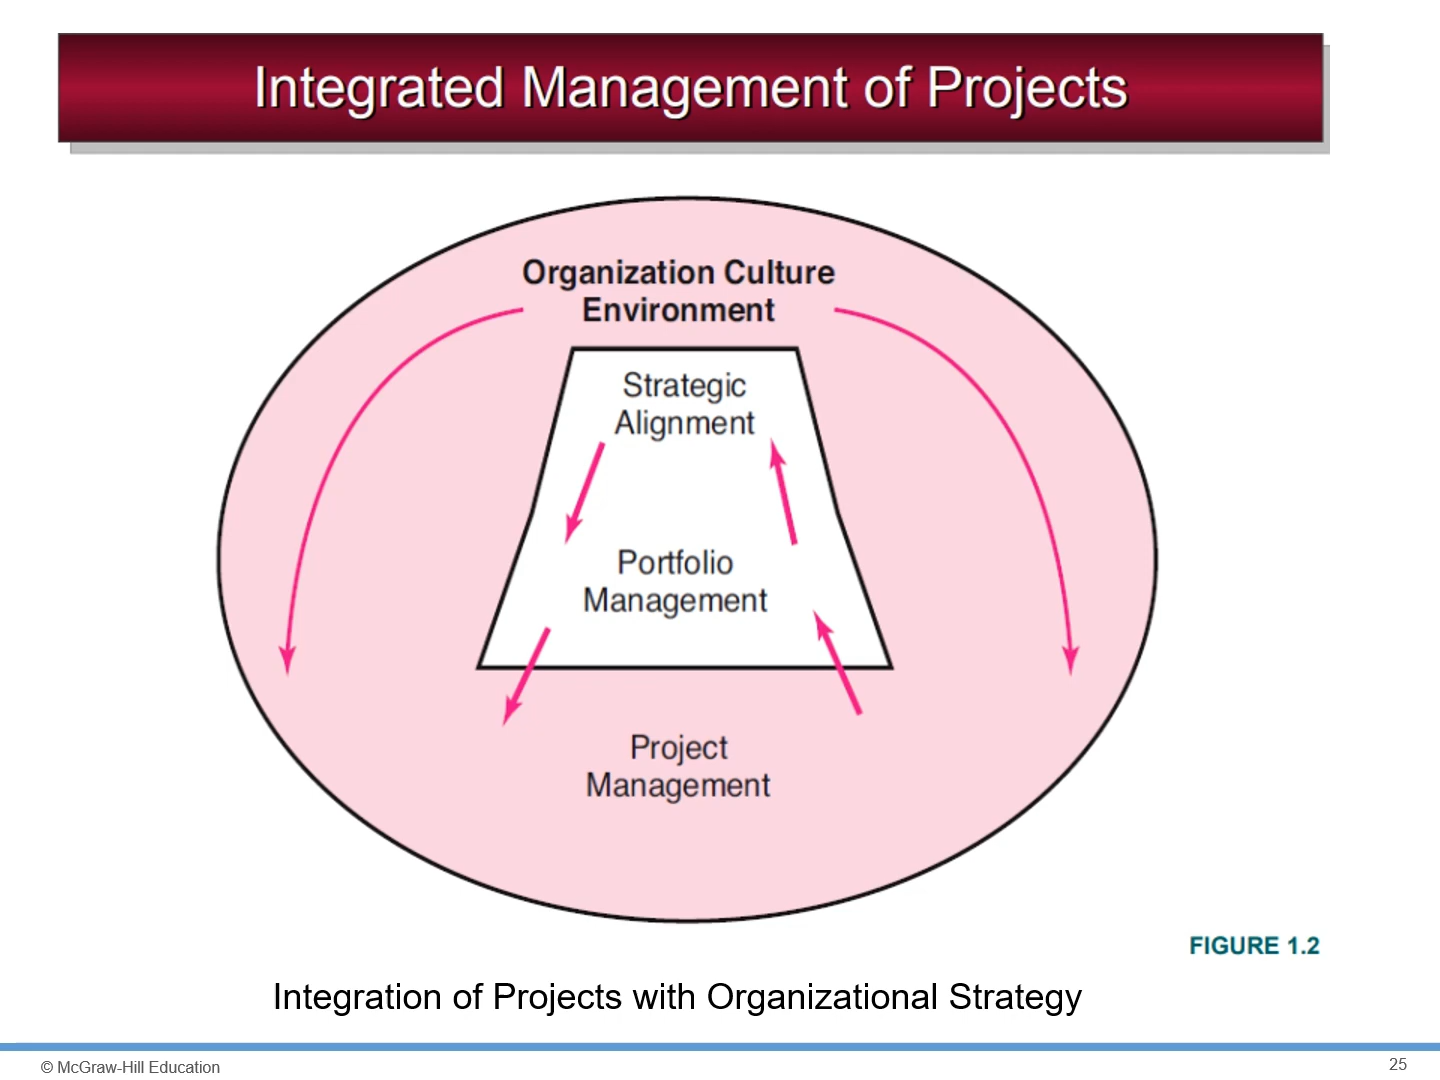 Integrated Management of Projects
Organization Culture
Environment
Strategic
Alignment
Portfolio
Management
Project
Management
FIGURE 1.2
Integration of Projects with Organizational Strategy
© McGraw-Hill Education
25